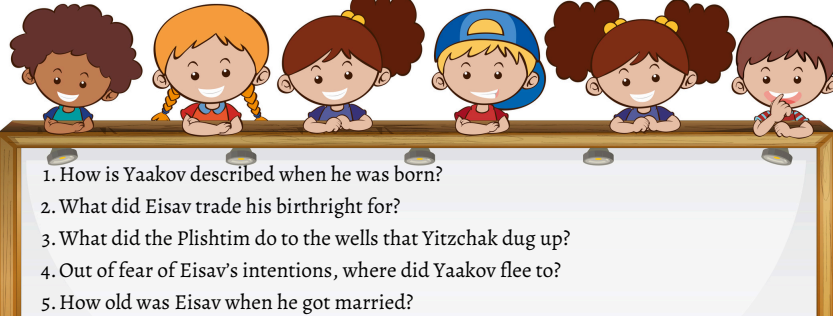 1. How is Yaakov described when he was born?
2. What did Eisav trade his birthright for?
3. What did the Plishtim do to the wells that Yitzchak dug up?
4. Out of fear of Eisav's intentions, where did Yaakov flee to?
5. How old was Eisav when he got married?